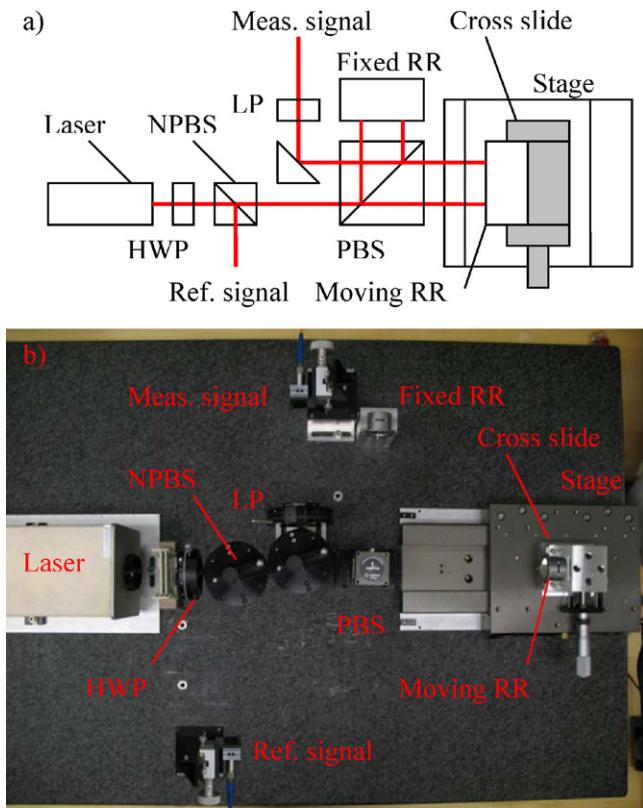 a)
Meas. signal
Cross slide
Fixed RR
Stage
LP
Laser
NPBS
HWP
PBS
Ref. signal
Moving RR
b)
Meas. signal
Fixed RR
Cross slide
NPBS
LP
Stage
Laser
PBS
HWP
Moving RR
Ref. signal